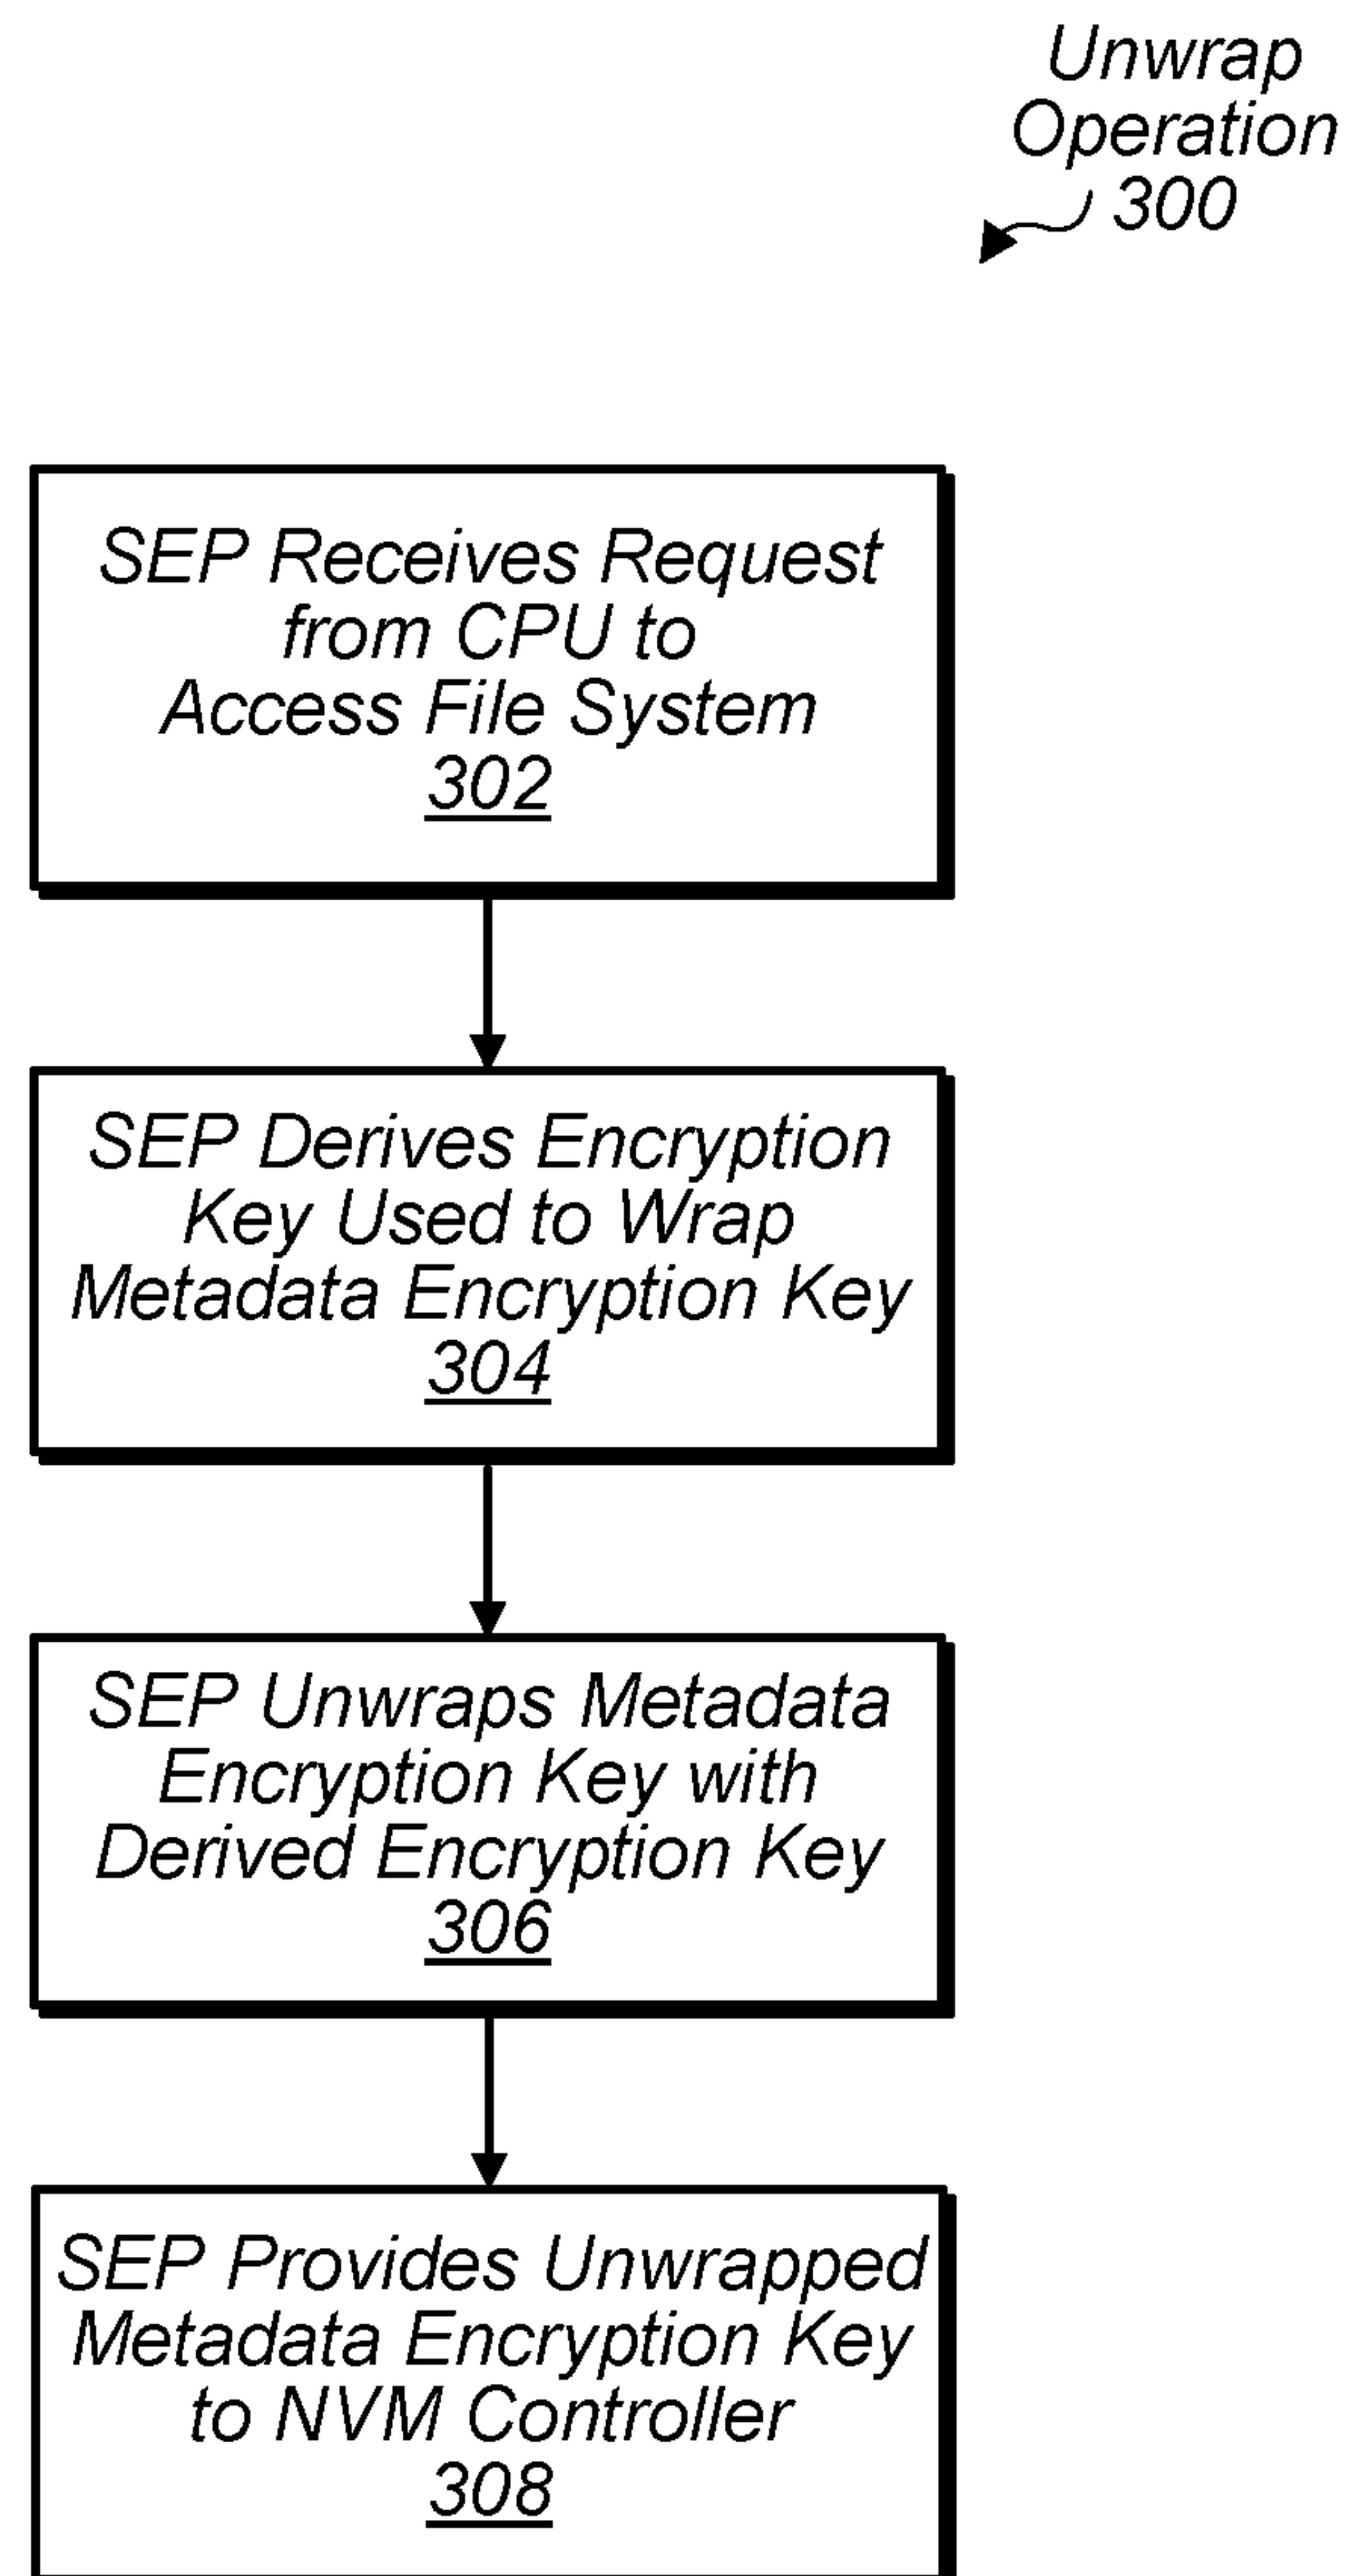 Unwrap
Operation
300
SEP Receives Request
from CPU to
Access File System
302
SEP Derives Encryption
Key Used to Wrap
Metadata Encryption Key
304
SEP Unwraps Metadata
Encryption Key with
Derived Encryption Key
306
SEP Provides Unwrapped
Metadata Encryption Key
to NVM Controller
308